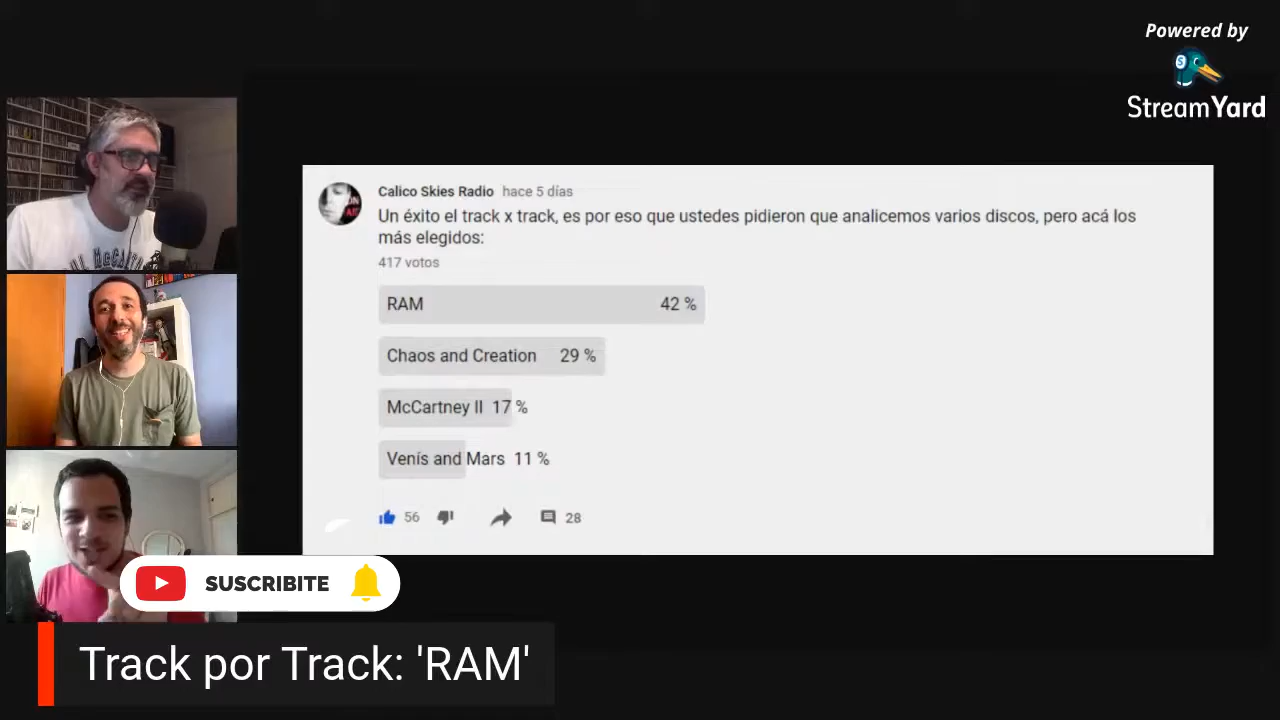 Powered by
StreamYard
Calico Skies Radio hace 5 días
Un éxito el track x track, es por eso que ustedes pidieron que analicemos varios discos, pero acá los
más elegidos:
417 votos
RAM 42 %
Chaos and Creation 29 %
McCartney II 17 %
Venís and Mars 11 %
56 28
SUSCRIBITE
Track por Track: 'RAM'